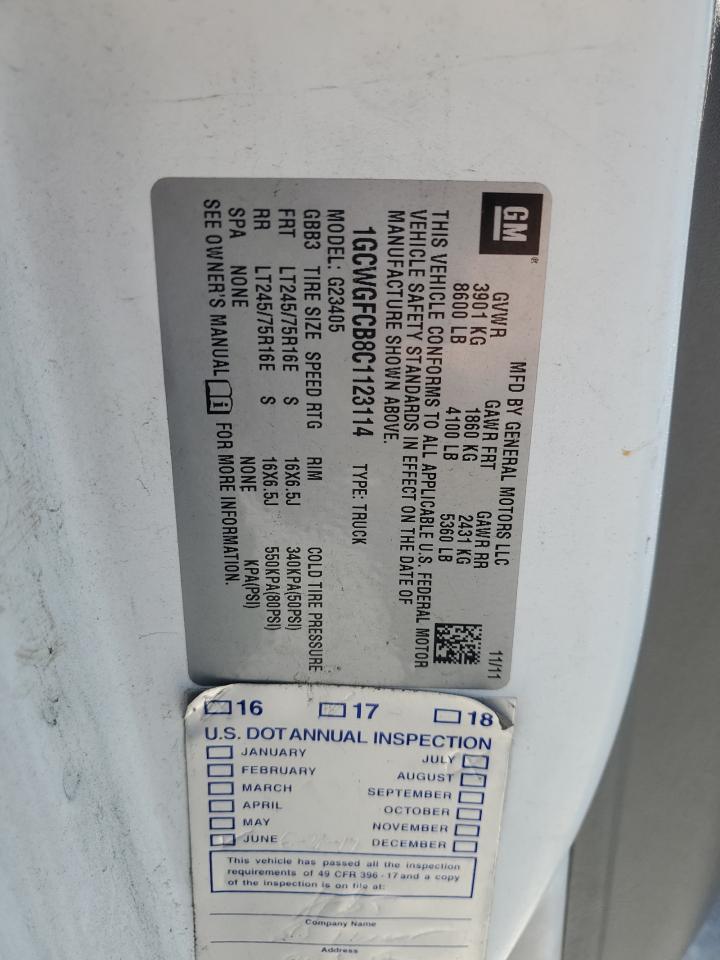 GM
MFD BY GENERAL MOTORS LLC 11/11
GVWR GAWR FRT GAWR RR
3901 KG 1860 KG 2431 KG
8600 LB 4100 LB 5360 LB
THIS VEHICLE CONFORMS TO ALL APPLICABLE U.S. FEDERAL MOTOR
VEHICLE SAFETY STANDARDS IN EFFECT ON THE DATE OF
MANUFACTURE SHOWN ABOVE.
1GCWGFCB8C1123114 TYPE: TRUCK
MODEL: G23405
GBB3 TIRE SIZE SPEED RTG RIM COLD TIRE PRESSURE
FRT LT245/75R16E S 16X6.5J 340KPA(50PSI)
RR LT245/75R16E S 16X6.5J 550KPA(80PSI)
SPA NONE NONE KPA(PSI)
SEE OWNER'S MANUAL i FOR MORE INFORMATION.
16 17 18
U.S. DOT ANNUAL INSPECTION
JANUARY JULY
FEBRUARY AUGUST
MARCH SEPTEMBER
APRIL OCTOBER
MAY NOVEMBER
JUNE DECEMBER
This vehicle has passed all the inspection
requirements of 49 CFR 396-17 and a copy
of the inspection is on file at:
Company Name
Address